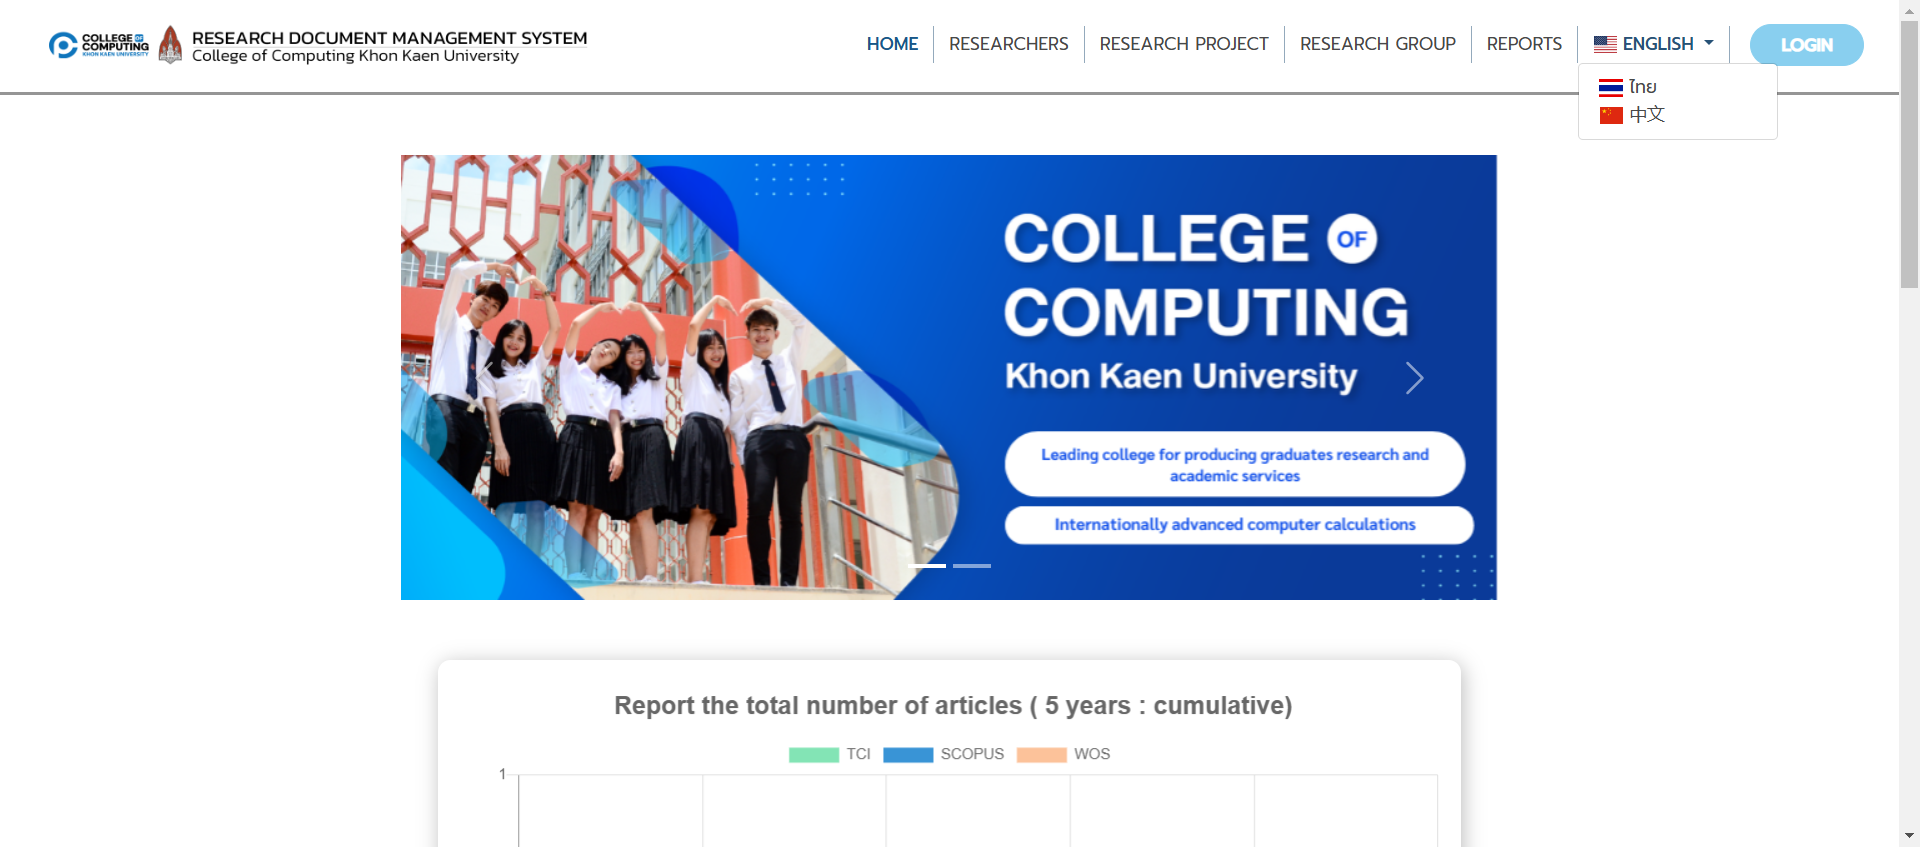 COLLEGE OF
COMPUTING
KHON KAEN UNIVERSITY
RESEARCH DOCUMENT MANAGEMENT SYSTEM
College of Computing Khon Kaen University
HOME
RESEARCHERS
RESEARCH PROJECT
RESEARCH GROUP
REPORTS
ENGLISH
LOGIN
ไทย
中文
COLLEGE OF
COMPUTING
Khon Kaen University
Leading college for producing graduates research and
academic services
Internationally advanced computer calculations
Report the total number of articles ( 5 years : cumulative)
TCI SCOPUS WOS
1